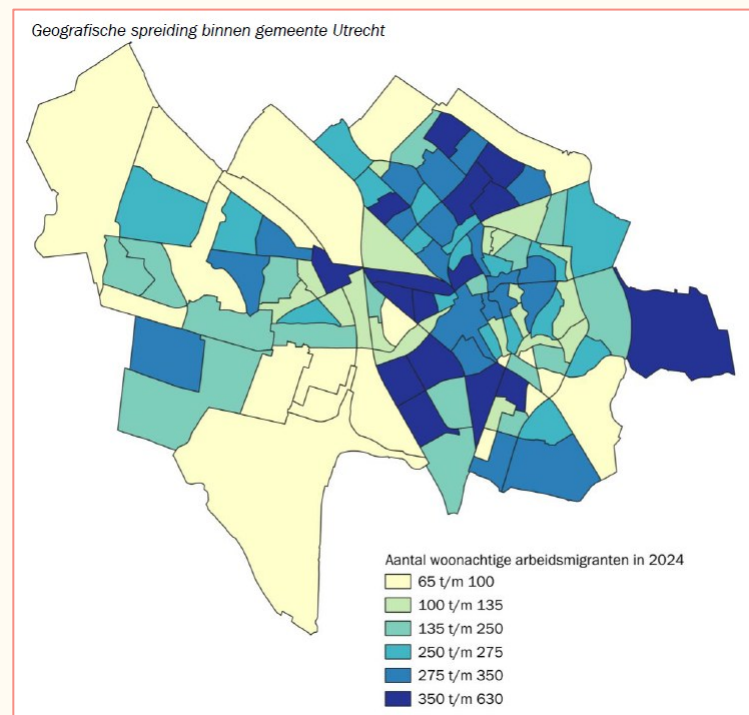 Geografische spreiding binnen gemeente Utrecht
Aantal woonachtige arbeidsmigranten in 2024
65 t/m 100
100 t/m 135
135 t/m 250
250 t/m 275
275 t/m 350
350 t/m 630